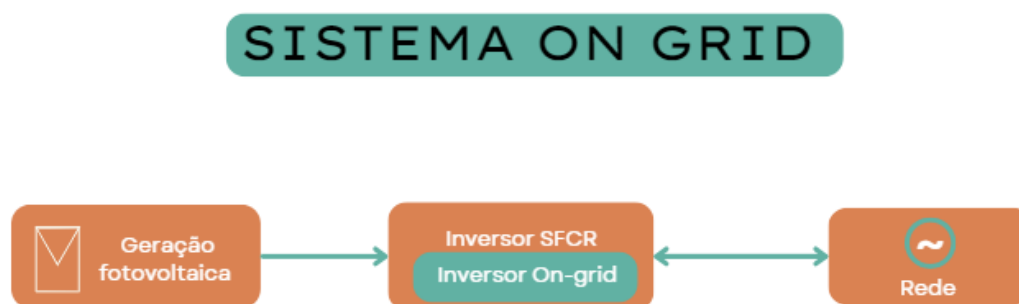 SISTEMA ON GRID
Geração
fotovoltaica
Inversor SFCR
Inversor On-grid
~
Rede